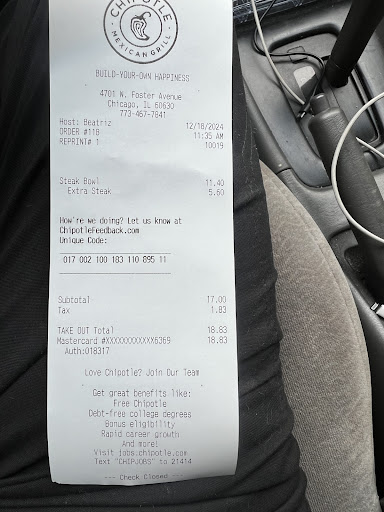 CHIPOTLE
MEXICAN GRILL
BUILD-YOUR-OWN HAPPINESS
4701 W. Foster Avenue
Chicago, IL 60630
773-467-7841
Host: Beatriz 12/18/2024
ORDER #118 11:35 AM
REPRINT# 1 10019
Steak Bowl 11.40
Extra Steak 5.60
How're we doing? Let us know at
ChipotleFeedback.com
Unique Code:
017 002 100 183 110 895 11
Subtotal 17.00
Tax 1.83
TAKE OUT Total 18.83
Mastercard #XXXXXXXXXXXX6369 18.83
Auth:018317
Love Chipotle? Join Our Team
Get great benefits like:
Free Chipotle
Debt-free college degrees
Bonus eligibility
Rapid career growth
And more!
Visit jobs.chipotle.com
Text "CHIPJOBS" to 21414
--- Check Closed ---